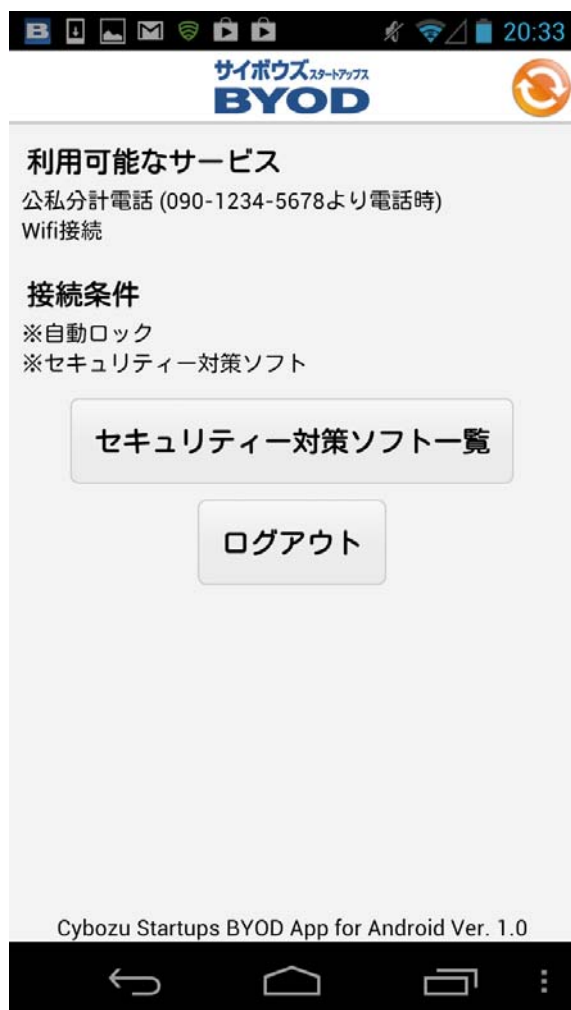 20:33
サイボウズスタートアップス
BYOD
利用可能なサービス
公私分計電話 (090-1234-5678より電話時)
Wifi接続
接続条件
※自動ロック
※セキュリティー対策ソフト
セキュリティー対策ソフト一覧
ログアウト
Cybozu Startups BYOD App for Android Ver. 1.0